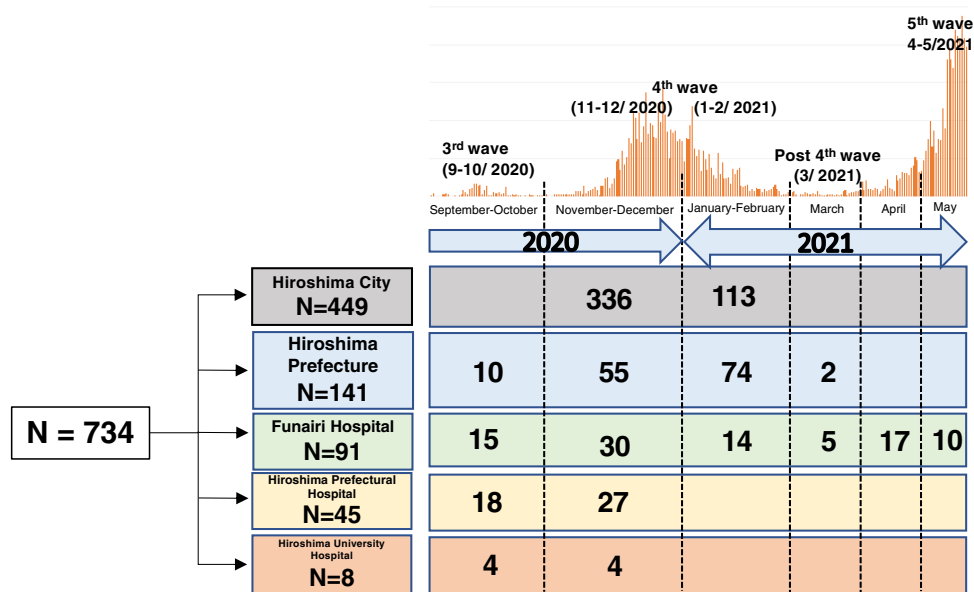 5th wave
4-5/2021
4th wave
(11-12/ 2020) (1-2/ 2021)
3rd wave
(9-10/ 2020)
Post 4th wave
(3/ 2021)
September-October November-December January-February March April May
2020 2021
Hiroshima City
N=449
336 113
Hiroshima
Prefecture
N=141
10 55 74 2
N = 734
Funairi Hospital
N=91
15 30 14 5 17 10
Hiroshima Prefectural
Hospital
N=45
18 27
Hiroshima University
Hospital
N=8
4 4